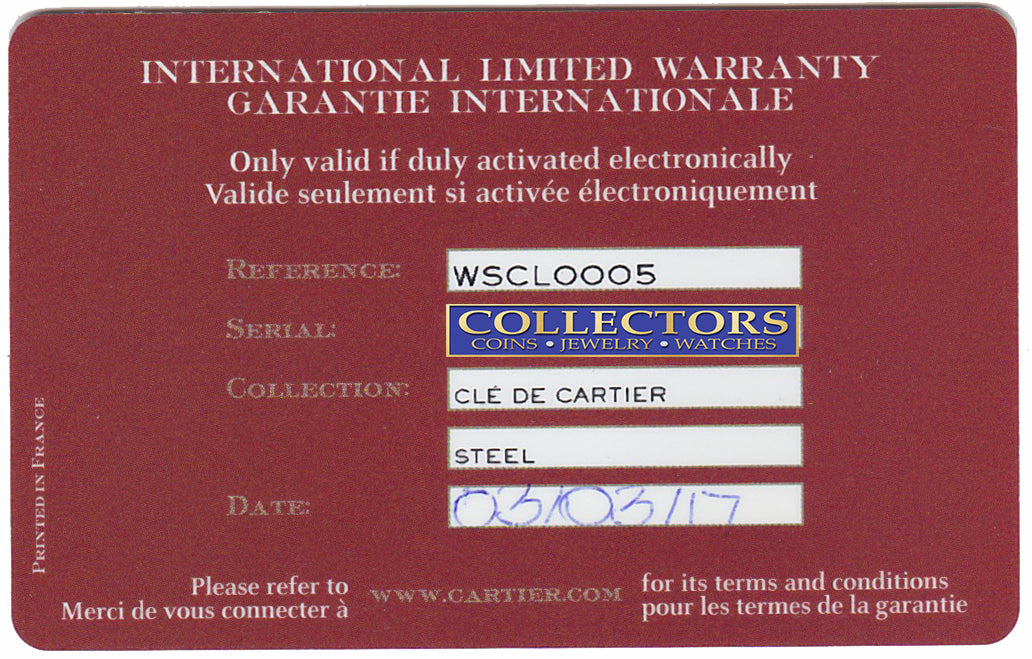 INTERNATIONAL LIMITED WARRANTY
GARANTIE INTERNATIONALE
Only valid if duly activated electronically
Valide seulement si activée électroniquement
REFERENCE: WSCL0005
SERIAL: COLLECTORS
COINS • JEWELRY • WATCHES
COLLECTION: CLÉ DE CARTIER
STEEL
DATE: 03/03/17
PRINTED IN FRANCE
Please refer to www.cartier.com for its terms and conditions
Merci de vous connecter à pour les termes de la garantie